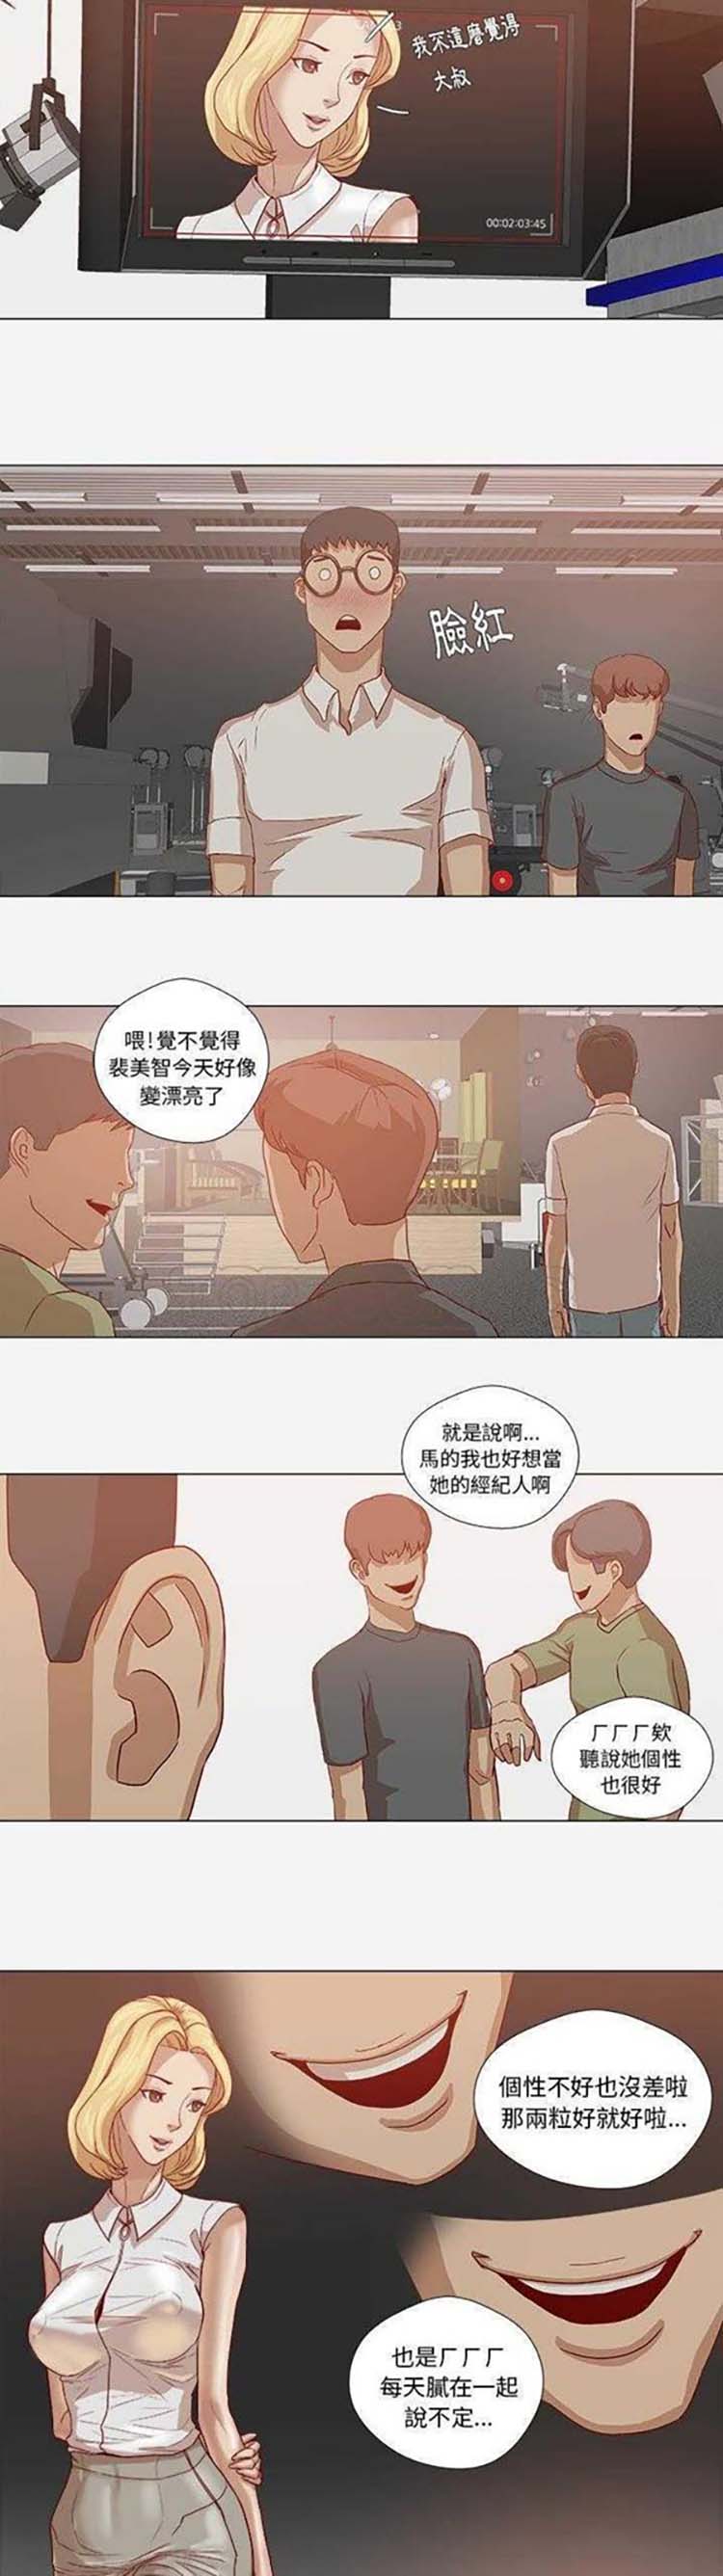 我不這麼覺得
大叔
00:02:03:45
臉紅
喂!覺不覺得
裴美智今天好像
變漂亮了
就是說啊...
馬的我也好想當
她的經紀人啊
ㄏㄏㄏ欸
聽說她個性
也很好
個性不好也沒差啦
那兩粒好就好啦...
也是ㄏㄏㄏ
每天膩在一起
說不定...